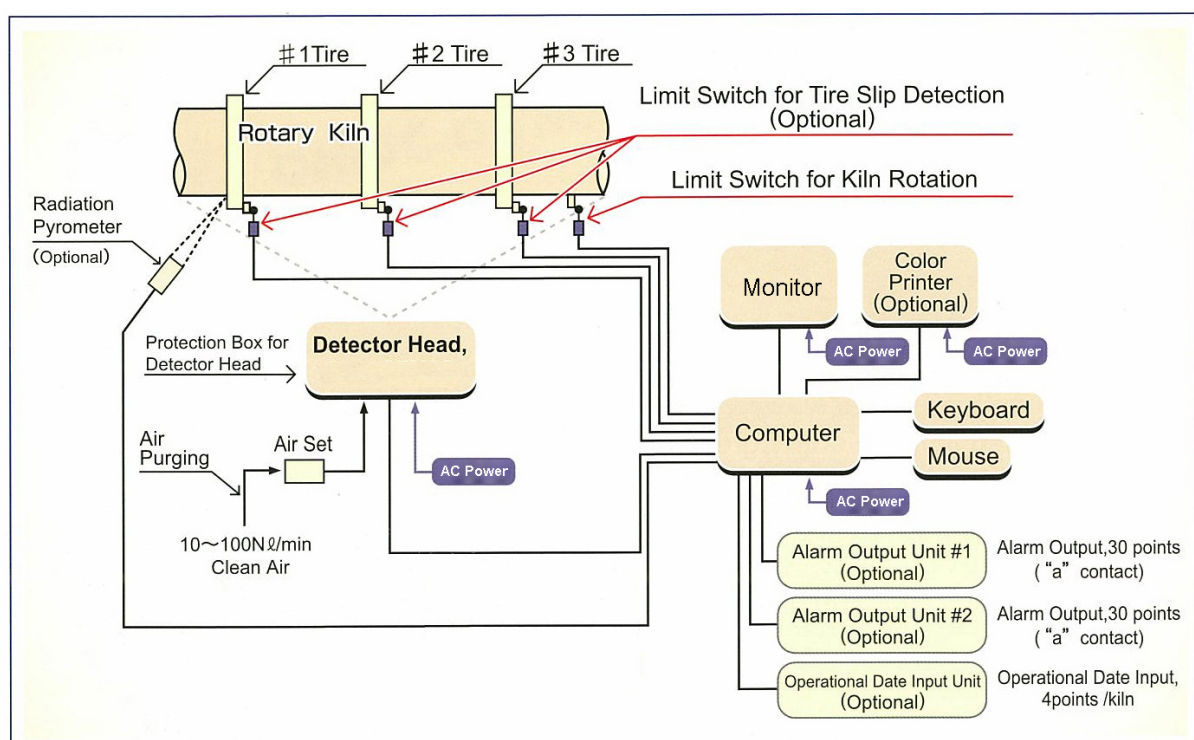 #1Tire
#2 Tire
#3 Tire
Limit Switch for Tire Slip Detection
(Optional)
Rotary Kiln
Limit Switch for Kiln Rotation
Radiation
Pyrometer
(Optional)
Monitor
Color
Printer
(Optional)
AC Power
AC Power
Protection Box for
Detector Head
Detector Head,
Computer
Keyboard
Mouse
Air
Purging
Air Set
AC Power
AC Power
10～100Nℓ/min
Clean Air
Alarm Output Unit #1
(Optional)
Alarm Output,30 points
( “a” contact)
Alarm Output Unit #2
(Optional)
Alarm Output,30 points
( “a” contact)
Operational Date Input Unit
(Optional)
Operational Date Input,
4points /kiln